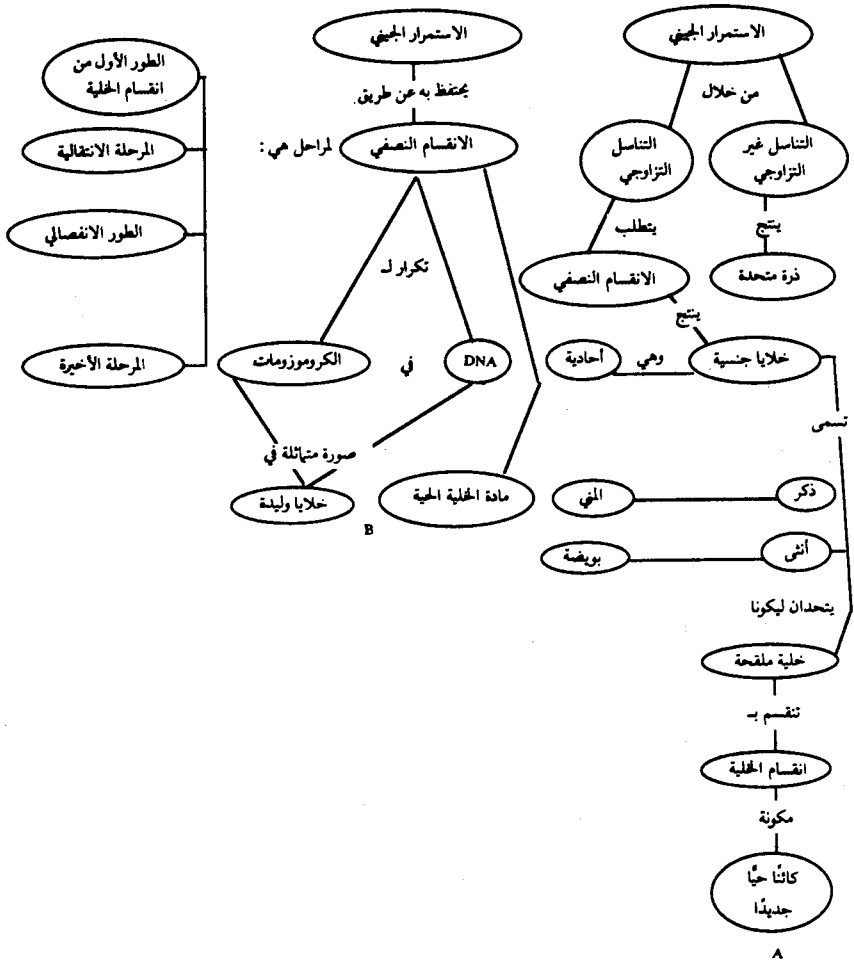 الاستمرار الجيني
من خلال
التناسل غير
التزاوجي
التناسل
التزاوجي
ينتج
يتطلب
ذرة متحدة
الانقسام النصفي
ينتج
خلايا جنسية
وهي
أحادية
تسمى
ذكر
المني
أنثى
بويضة
يتحدان ليكونا
خلية ملقحة
تنقسم بـ
انقسام الخلية
مكونة
كائنًا حيًّا
جديدًا
A
الاستمرار الجيني
يحتفظ به عن طريق
الانقسام النصفي
لمراحل هي :
تكرار لـ
DNA
في
الكروموزومات
صورة متماثلة في
مادة الخلية الحية
خلايا وليدة
B
الطور الأول من
انقسام الخلية
المرحلة الانتقالية
الطور الانفصالي
المرحلة الأخيرة